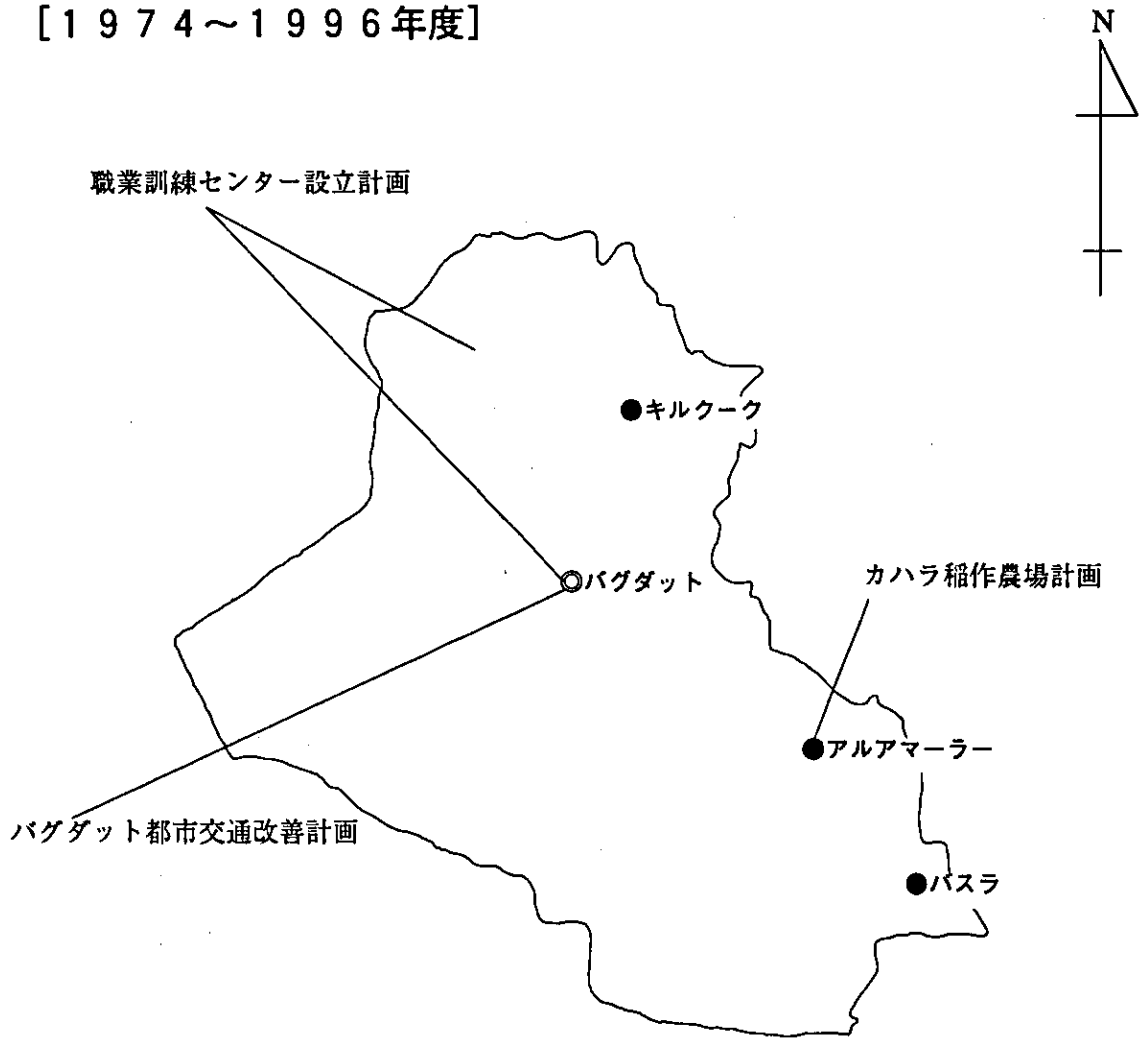 [1974～1996年度]
N
職業訓練センター設立計画
キルクーク
バグダット
カハラ稲作農場計画
アルアマーラー
バグダット都市交通改善計画
バスラ